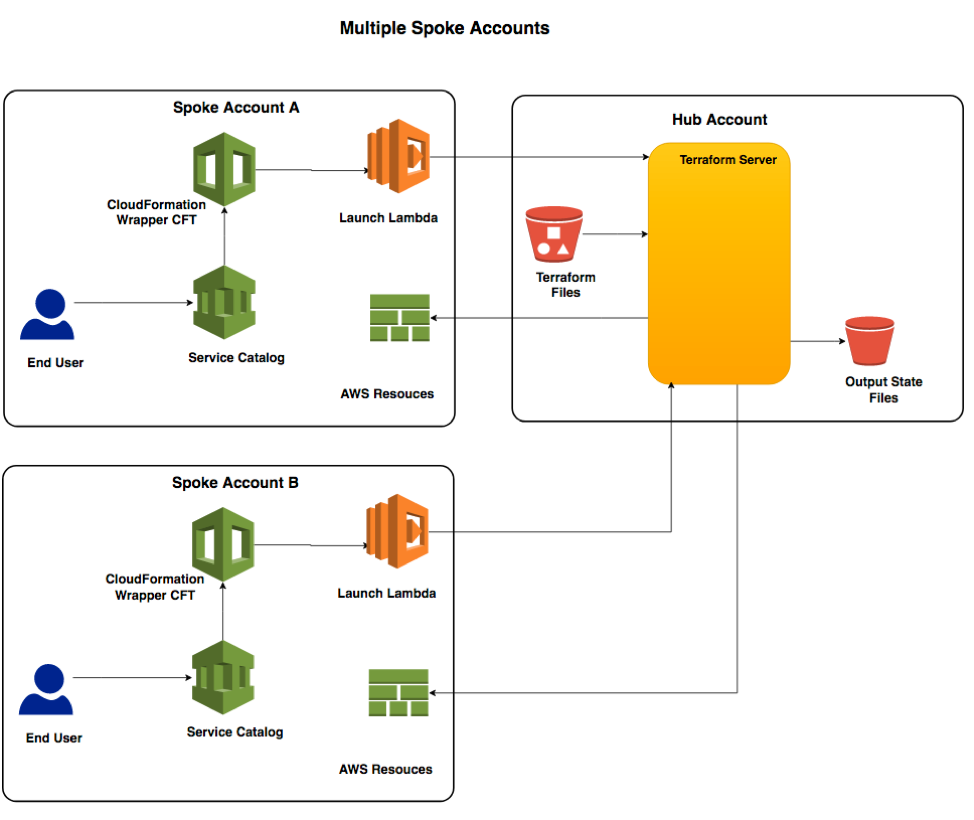 Multiple Spoke Accounts
Spoke Account A
CloudFormation
Wrapper CFT
Launch Lambda
End User
Service Catalog
AWS Resouces
Hub Account
Terraform Server
Terraform
Files
Output State
Files
Spoke Account B
CloudFormation
Wrapper CFT
Launch Lambda
End User
Service Catalog
AWS Resouces